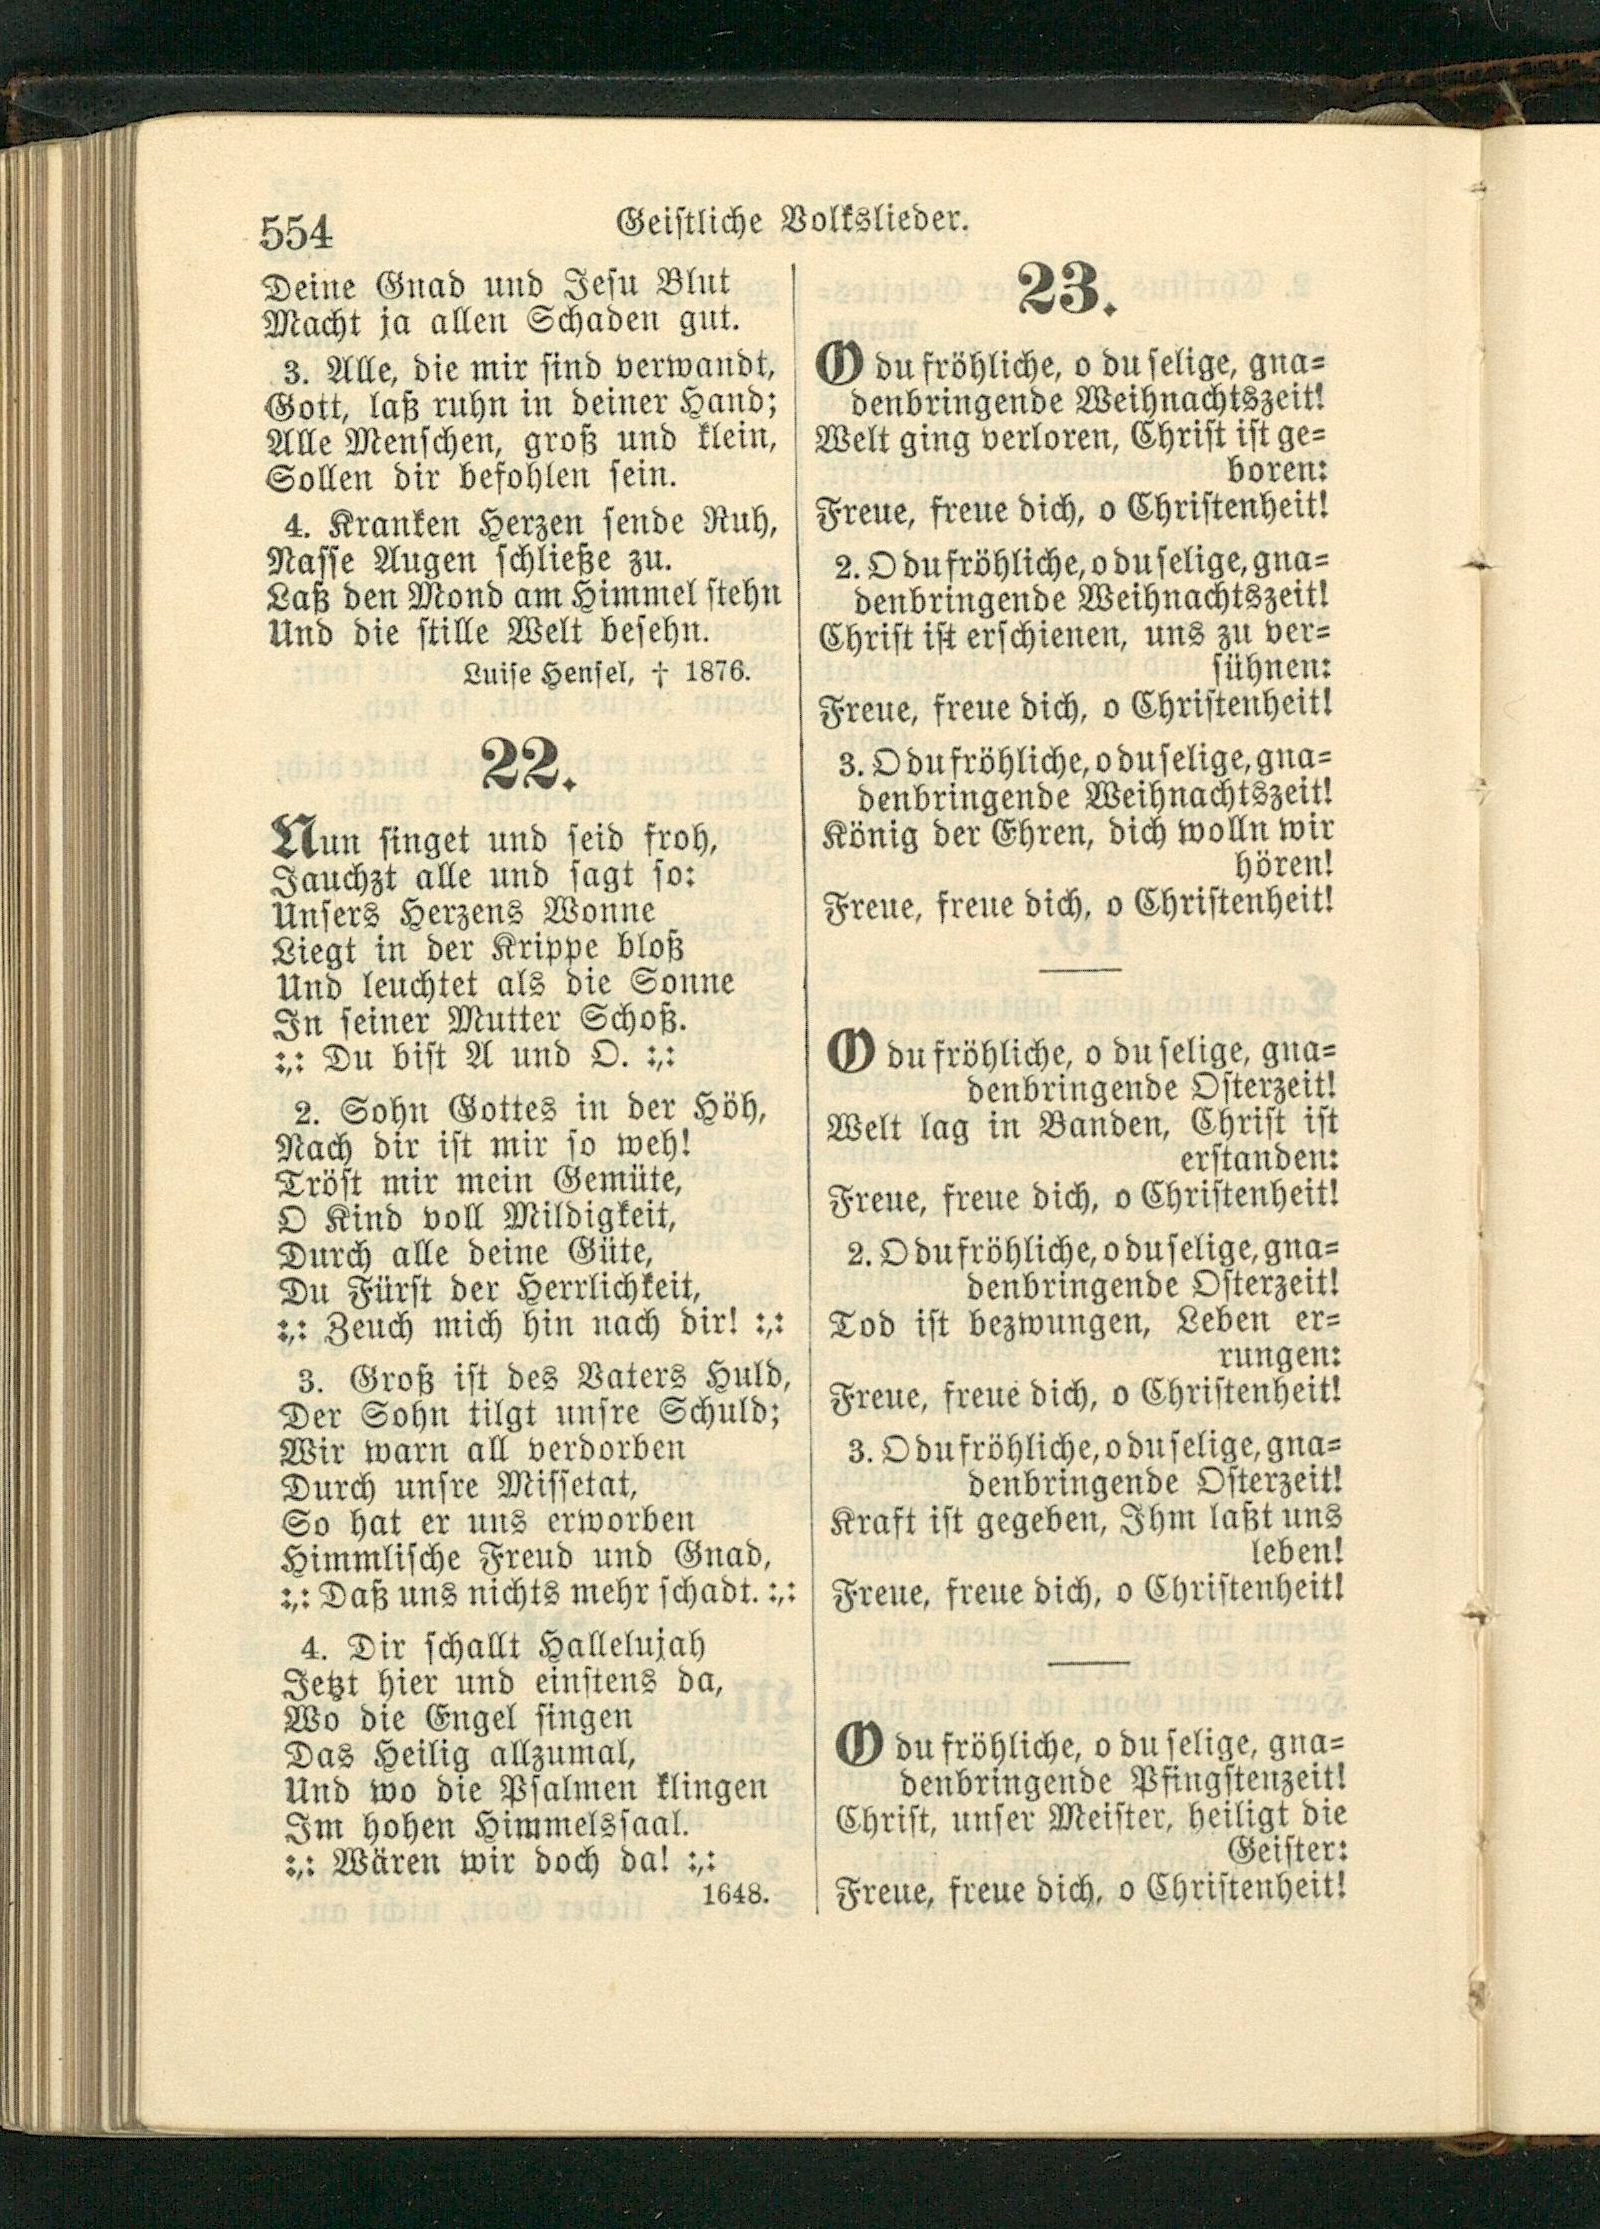 554
Geistliche Volkslieder.
Deine Gnad und Jesu Blut
Macht ja allen Schaden gut.
3. Alle, die mir sind verwandt,
Gott, laß ruhn in deiner Hand;
Alle Menschen, groß und klein,
Sollen dir befohlen sein.
4. Kranken Herzen sende Ruh,
Nasse Augen schließe zu.
Laß den Mond am Himmel stehn
Und die stille Welt besehn.
Luise Hensel, † 1876.
22.
Nun singet und seid froh,
Jauchzt alle und sagt so:
Unsers Herzens Wonne
Liegt in der Krippe bloß
Und leuchtet als die Sonne
In seiner Mutter Schoß.
:,: Du bist A und O. :,:
2. Sohn Gottes in der Höh,
Nach dir ist mir so weh!
Tröst mir mein Gemüte,
O Kind voll Mildigkeit,
Durch alle deine Güte,
Du Fürst der Herrlichkeit,
:,: Zeuch mich hin nach dir! :,:
3. Groß ist des Vaters Huld,
Der Sohn tilgt unsre Schuld;
Wir warn all verdorben
Durch unsre Missetat,
So hat er uns erworben
Himmlische Freud und Gnad,
:,: Daß uns nichts mehr schadt. :,:
4. Dir schallt Hallelujah
Jetzt hier und einstens da,
Wo die Engel singen
Das Heilig allzumal,
Und wo die Psalmen klingen
Im hohen Himmelssaal.
:,: Wären wir doch da! :,:
1648.
23.
O du fröhliche, o du selige, gna=
denbringende Weihnachtszeit!
Welt ging verloren, Christ ist ge=
boren:
Freue, freue dich, o Christenheit!
2. O du fröhliche, o du selige, gna=
denbringende Weihnachtszeit!
Christ ist erschienen, uns zu ver=
sühnen:
Freue, freue dich, o Christenheit!
3. O du fröhliche, o du selige, gna=
denbringende Weihnachtszeit!
König der Ehren, dich wolln wir
hören!
Freue, freue dich, o Christenheit!
O du fröhliche, o du selige, gna=
denbringende Osterzeit!
Welt lag in Banden, Christ ist
erstanden:
Freue, freue dich, o Christenheit!
2. O du fröhliche, o du selige, gna=
denbringende Osterzeit!
Tod ist bezwungen, Leben er=
rungen:
Freue, freue dich, o Christenheit!
3. O du fröhliche, o du selige, gna=
denbringende Osterzeit!
Kraft ist gegeben, Ihm laßt uns
leben!
Freue, freue dich, o Christenheit!
O du fröhliche, o du selige, gna=
denbringende Pfingstenzeit!
Christ, unser Meister, heiligt die
Geister:
Freue, freue dich, o Christenheit!